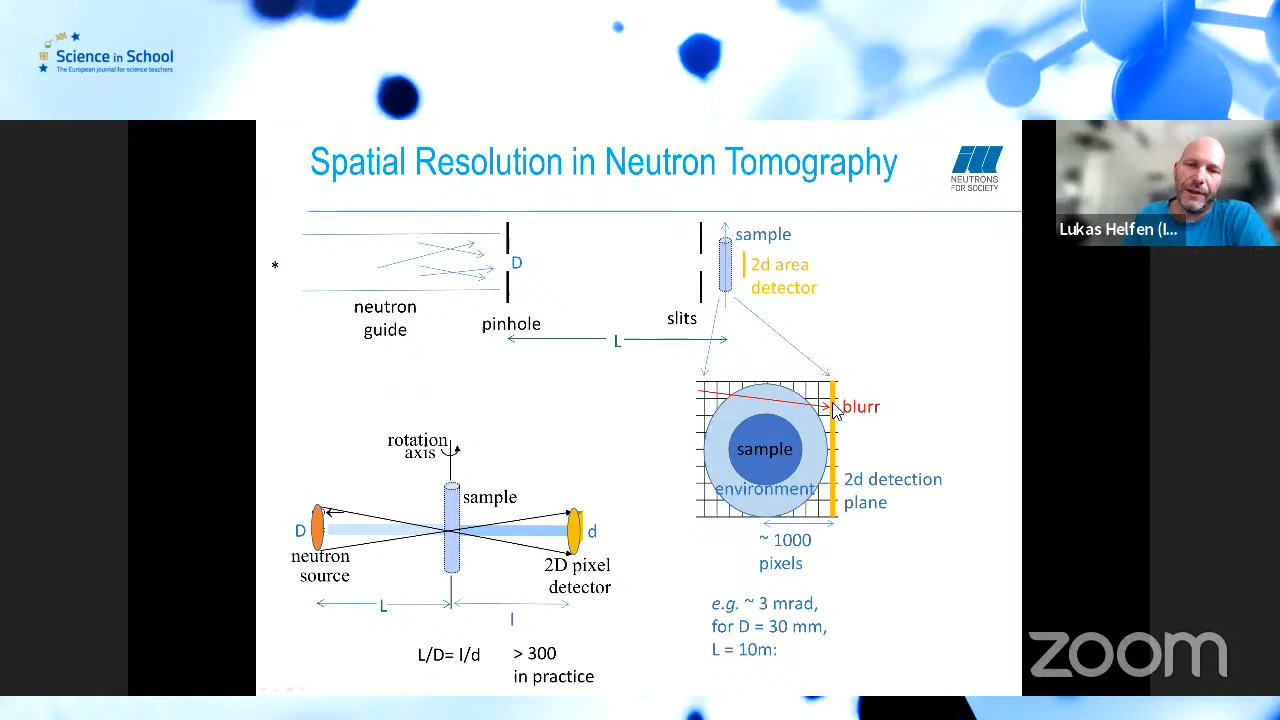 Science in School
The European journal for science teachers
Spatial Resolution in Neutron Tomography
ill
NEUTRONS
FOR SOCIETY
Lukas Helfen (I...
*
D
sample
2d area
detector
neutron
guide
pinhole
slits
L
blurr
rotation
axis
sample
sample
environment
2d detection
plane
D
d
neutron
source
2D pixel
detector
~ 1000
pixels
L
l
e.g. ~ 3 mrad,
for D = 30 mm,
L = 10m:
L/D= l/d
> 300
in practice
zoom